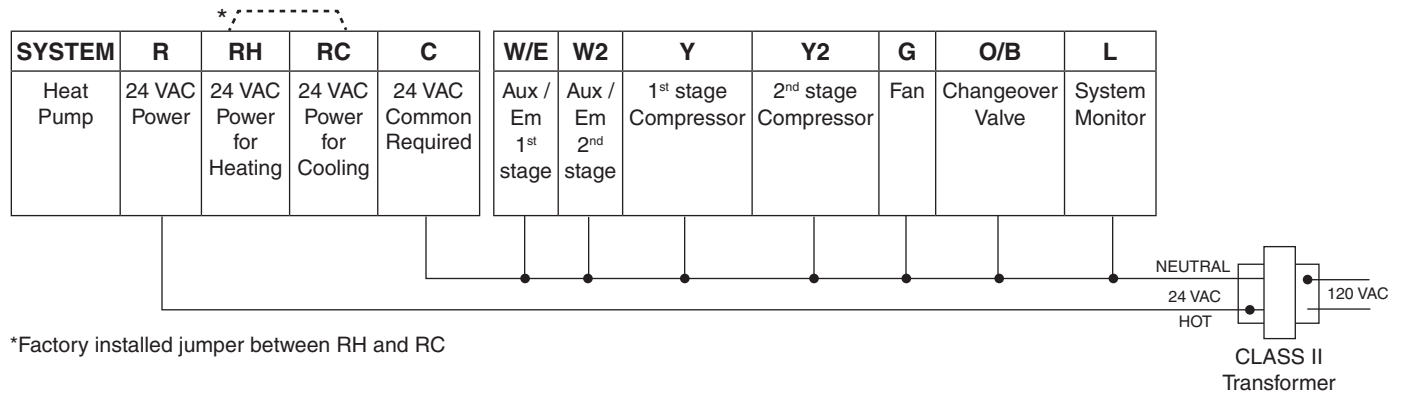 *
SYSTEM R RH RC C W/E W2 Y Y2 G O/B L
Heat Pump
24 VAC Power
24 VAC Power for Heating
24 VAC Power for Cooling
24 VAC Common Required
Aux / Em 1st stage
Aux / Em 2nd stage
1st stage Compressor
2nd stage Compressor
Fan
Changeover Valve
System Monitor
NEUTRAL
24 VAC
HOT
120 VAC
CLASS II
Transformer
*Factory installed jumper between RH and RC